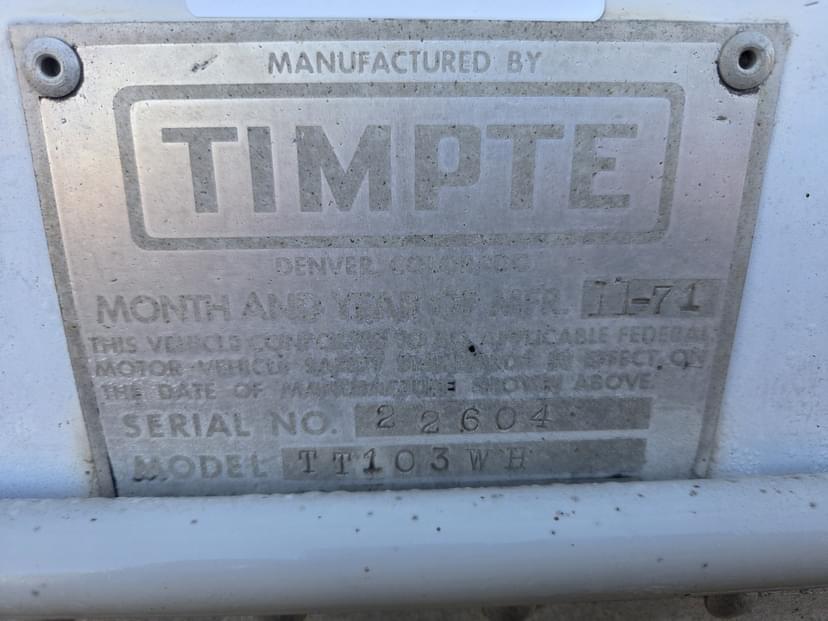 MANUFACTURED BY
TIMPTE
DENVER, COLORADO
MONTH AND YEAR OF MFR. 11-71
THIS VEHICLE CONFORMS TO ALL APPLICABLE FEDERAL
MOTOR VEHICLE SAFETY STANDARDS IN EFFECT ON
THE DATE OF MANUFACTURE SHOWN ABOVE.
SERIAL NO. 22604
MODEL TT103WH